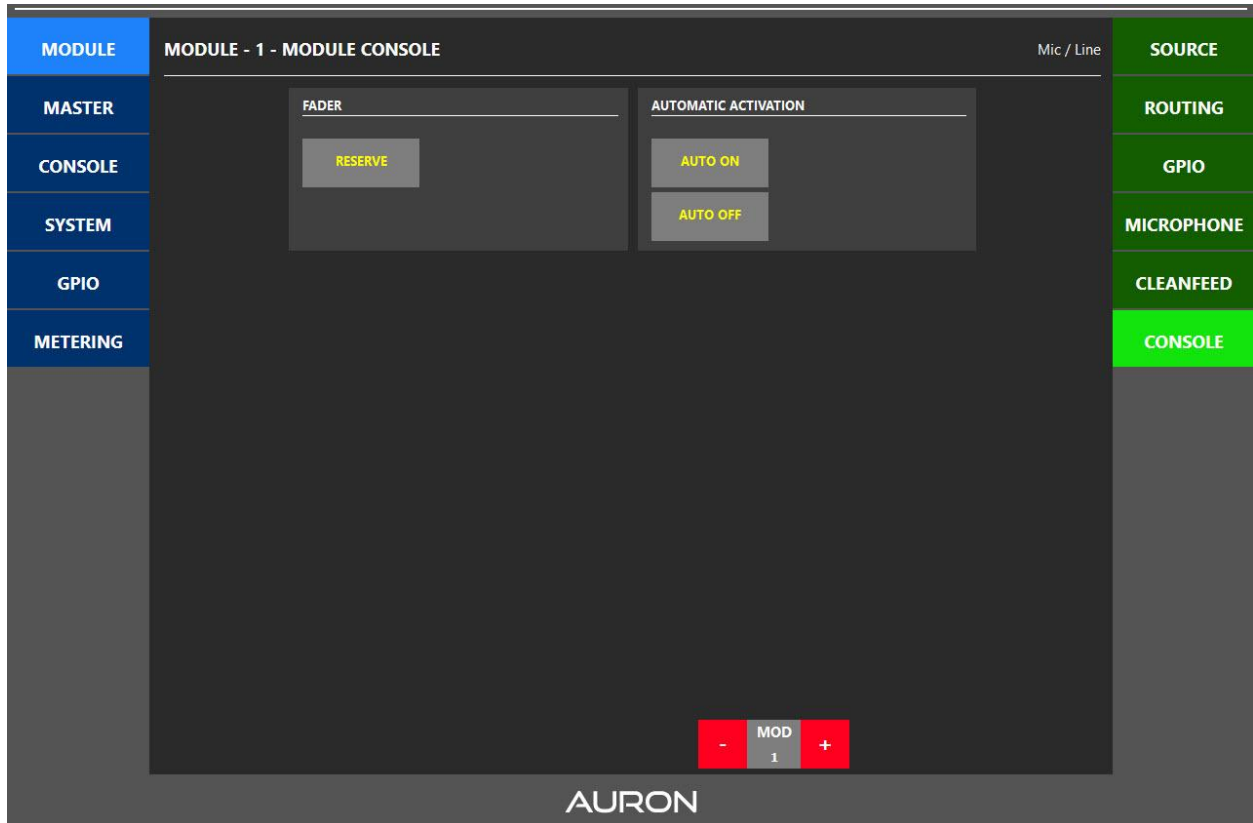 MODULE
MASTER
CONSOLE
SYSTEM
GPIO
METERING
MODULE - 1 - MODULE CONSOLE
Mic / Line
FADER
RESERVE
AUTOMATIC ACTIVATION
AUTO ON
AUTO OFF
- MOD +
1
SOURCE
ROUTING
GPIO
MICROPHONE
CLEANFEED
CONSOLE
AURON